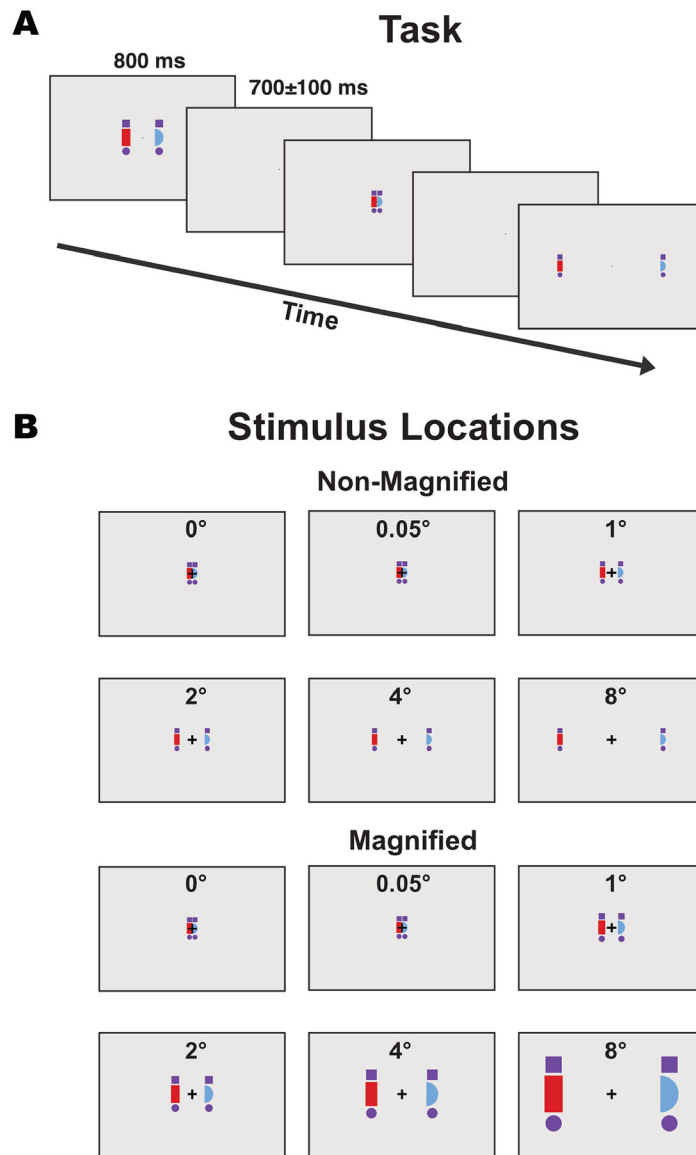 A
Task
800 ms
700±100 ms
Time
B
Stimulus Locations
Non-Magnified
0° 0.05° 1°
2° 4° 8°
Magnified
0° 0.05° 1°
2° 4° 8°